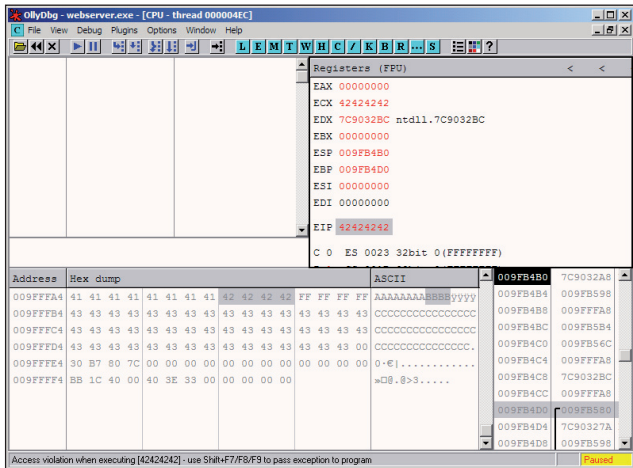 OllyDbg - webserver.exe - [CPU - thread 000004EC]
C File View Debug Plugins Options Window Help
L E M T W H C / K B R ... S ?
Registers (FPU) < <
EAX 00000000
ECX 42424242
EDX 7C9032BC ntdll.7C9032BC
EBX 00000000
ESP 009FB4B0
EBP 009FB4D0
ESI 00000000
EDI 00000000
EIP 42424242
C 0 ES 0023 32bit 0(FFFFFFFF)
Address Hex dump ASCII
009FFFA4 41 41 41 41 41 41 41 41 42 42 42 42 FF FF FF FF AAAAAAAABBBBÿÿÿÿ
009FFFB4 43 43 43 43 43 43 43 43 43 43 43 43 43 43 43 43 CCCCCCCCCCCCCCCC
009FFFC4 43 43 43 43 43 43 43 43 43 43 43 43 43 43 43 43 CCCCCCCCCCCCCCCC
009FFFD4 43 43 43 43 43 43 43 43 43 43 43 43 43 43 43 00 CCCCCCCCCCCCCCC.
009FFFE4 30 B7 80 7C 00 00 00 00 00 00 00 00 00 00 00 00 0·€|............
009FFFF4 BB 1C 40 00 40 3E 33 00 00 00 00 00 »□@.@>3.....
009FB4B0 7C9032A8
009FB4B4 009FB598
009FB4B8 009FFFA8
009FB4BC 009FB5B4
009FB4C0 009FB56C
009FB4C4 009FFFA8
009FB4C8 7C9032BC
009FB4CC 009FFFA8
009FB4D0 009FB580
009FB4D4 7C90327A
009FB4D8 009FB598
Access violation when executing [42424242] - use Shift+F7/F8/F9 to pass exception to program
Paused